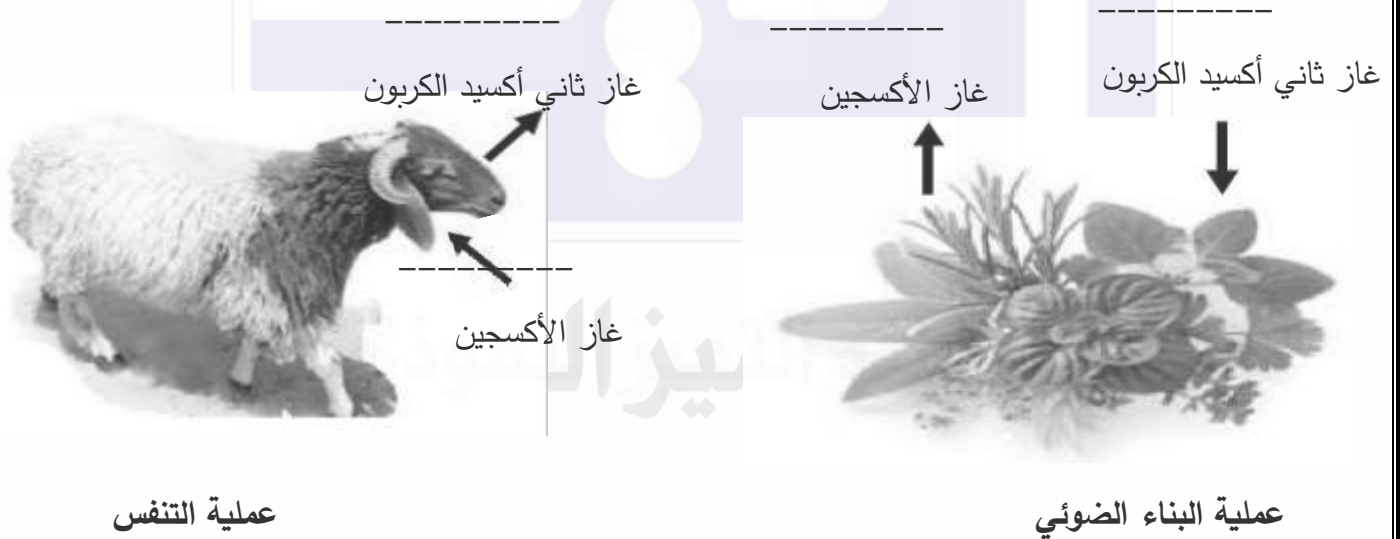 غاز ثاني أكسيد الكربون
غاز الأكسجين
غاز ثاني أكسيد الكربون
غاز الأكسجين
عملية البناء الضوئي
عملية التنفس